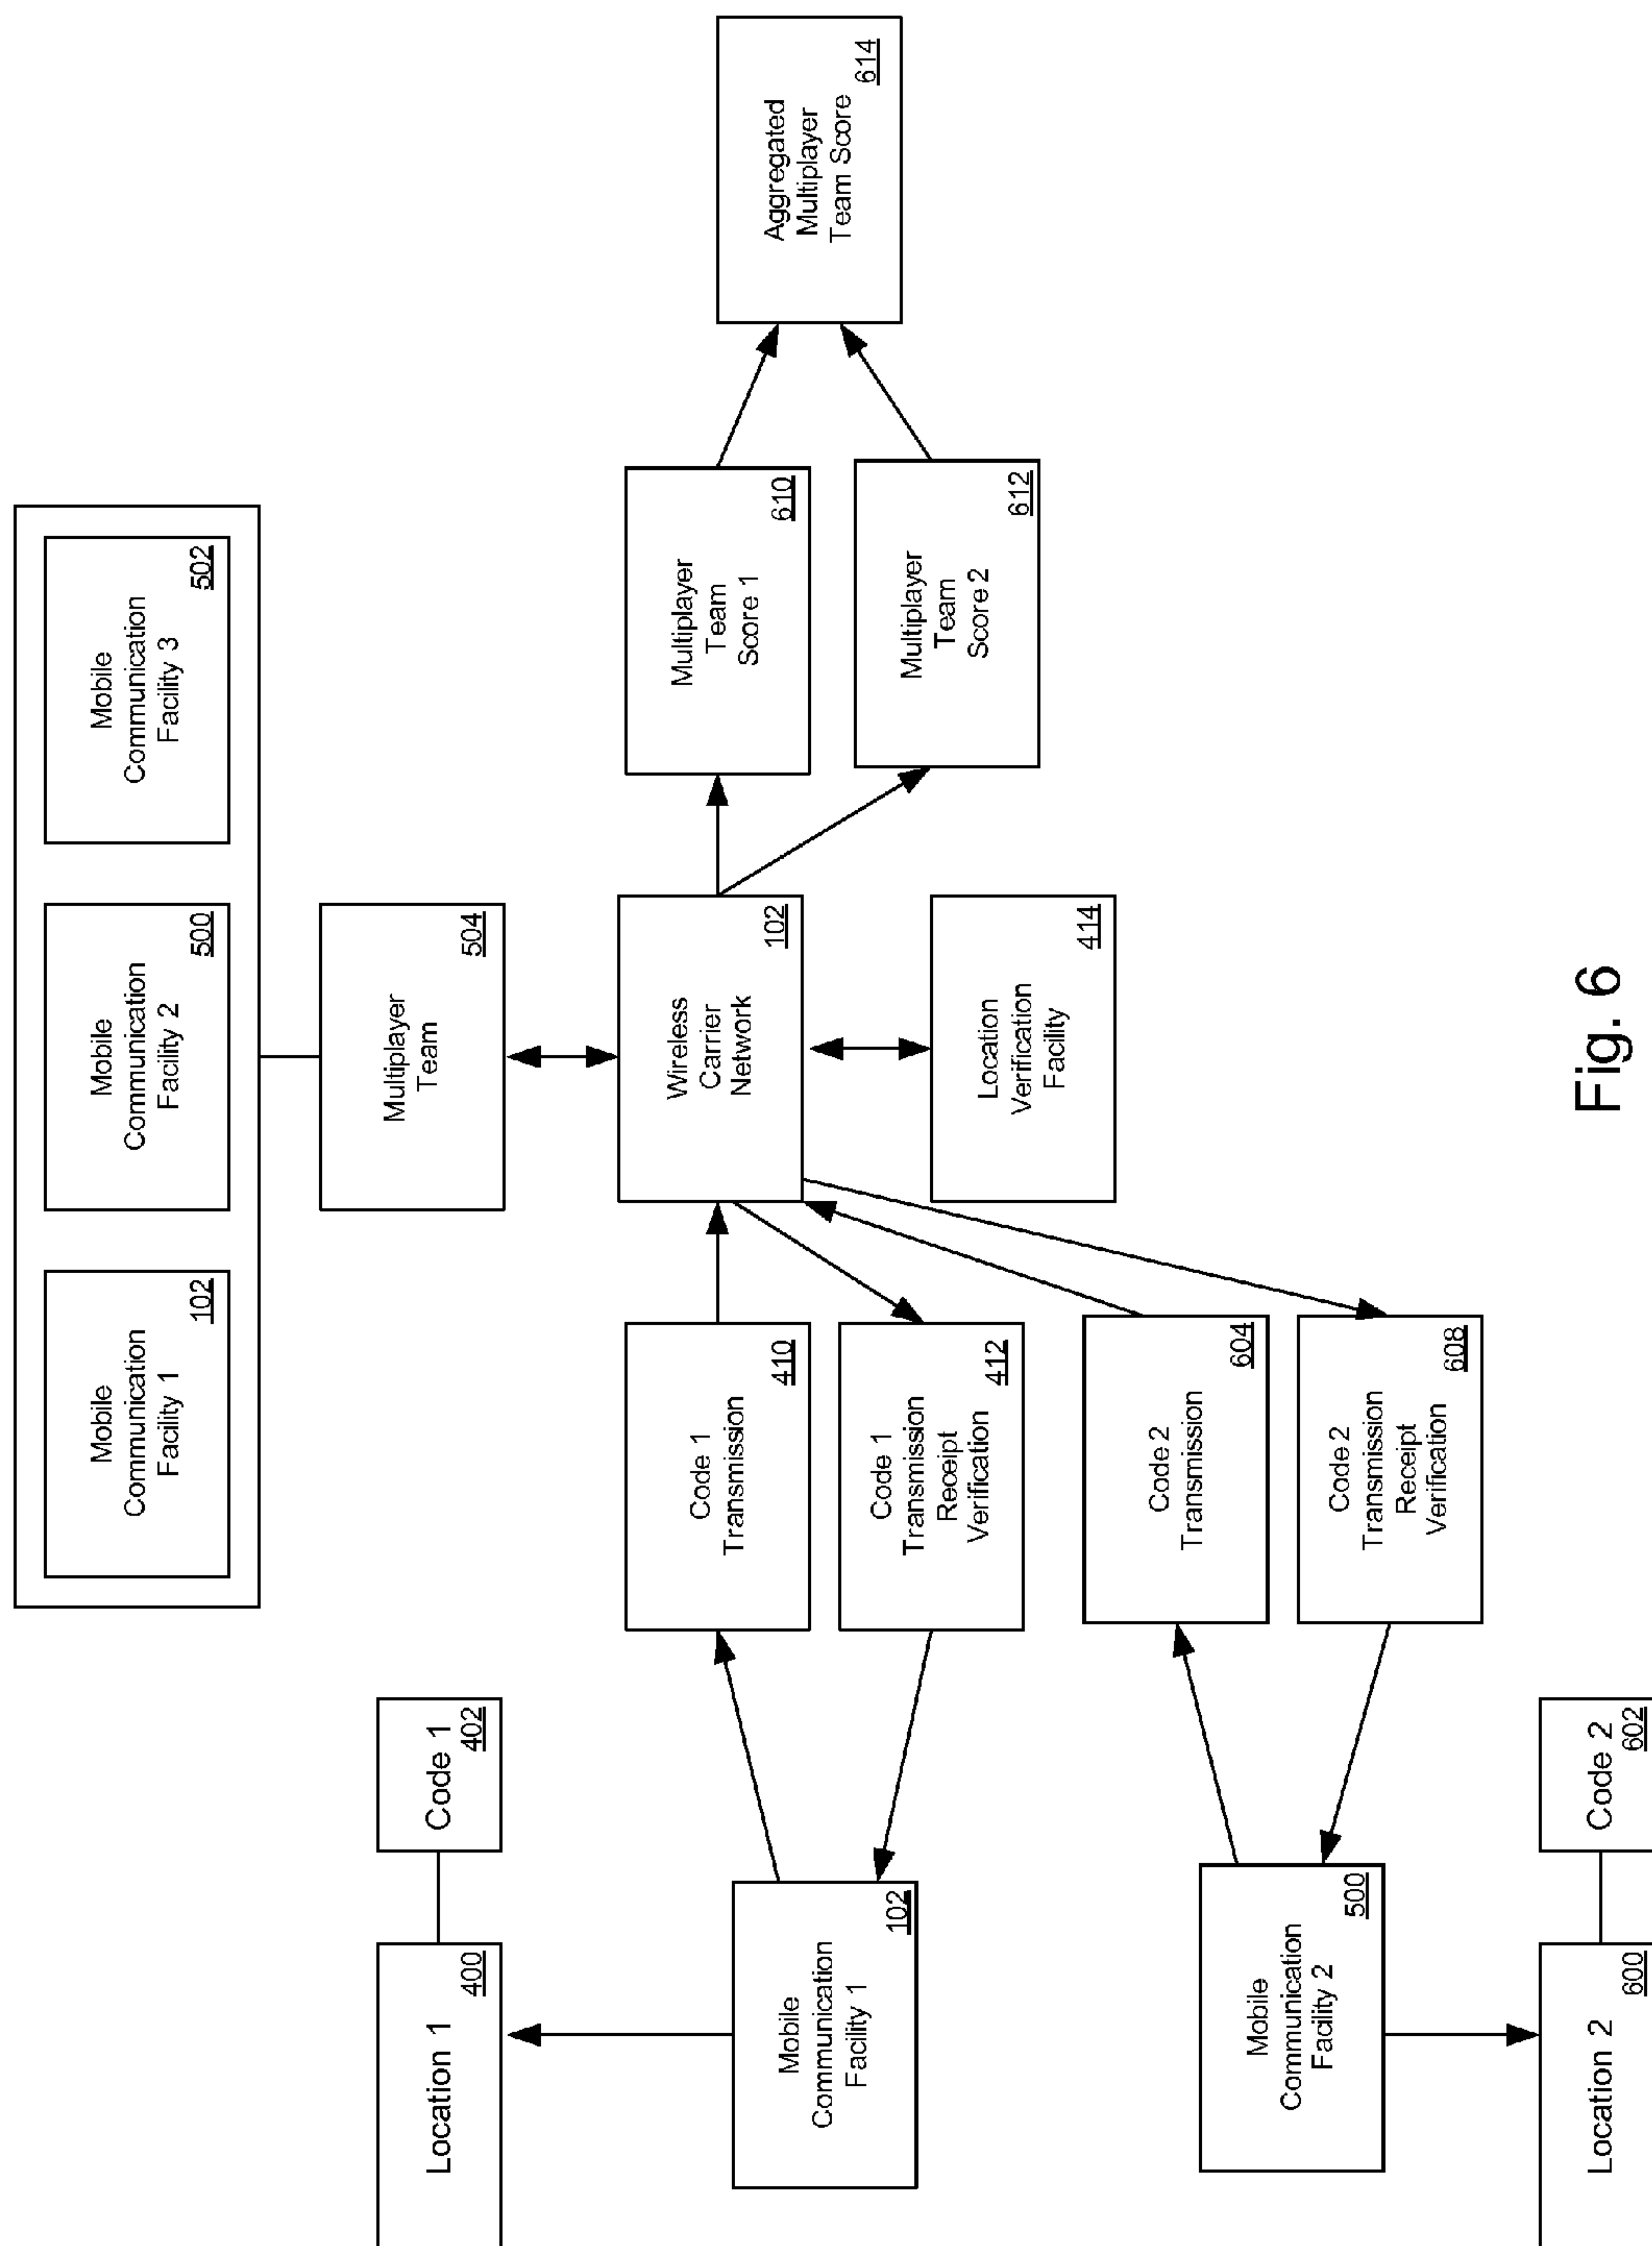 Mobile
Communication
Facility 1
102
Mobile
Communication
Facility 2
500
Mobile
Communication
Facility 3
502
Multiplayer
Team
504
Location 1
400
Code 1
402
Mobile
Communication
Facility 1
102
Code 1
Transmission
410
Code 1
Transmission
Receipt
Verification
412
Wireless
Carrier
Network
102
Location
Verification
Facility
414
Multiplayer
Team
Score 1
610
Multiplayer
Team
Score 2
612
Aggregated
Multiplayer
Team Score
614
Mobile
Communication
Facility 2
500
Code 2
Transmission
604
Code 2
Transmission
Receipt
Verification
608
Location 2
600
Code 2
602
Fig. 6